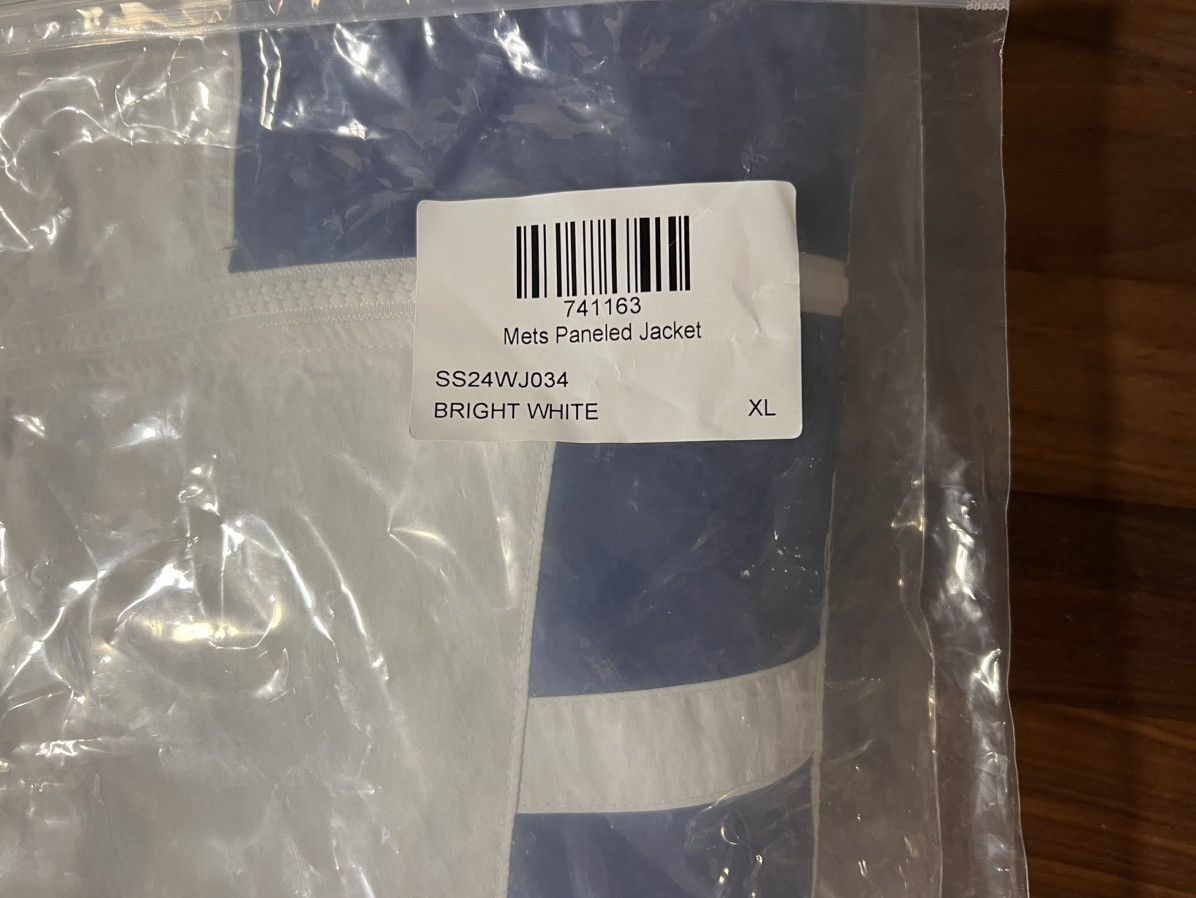 741163
Mets Paneled Jacket
SS24WJ034
BRIGHT WHITE XL